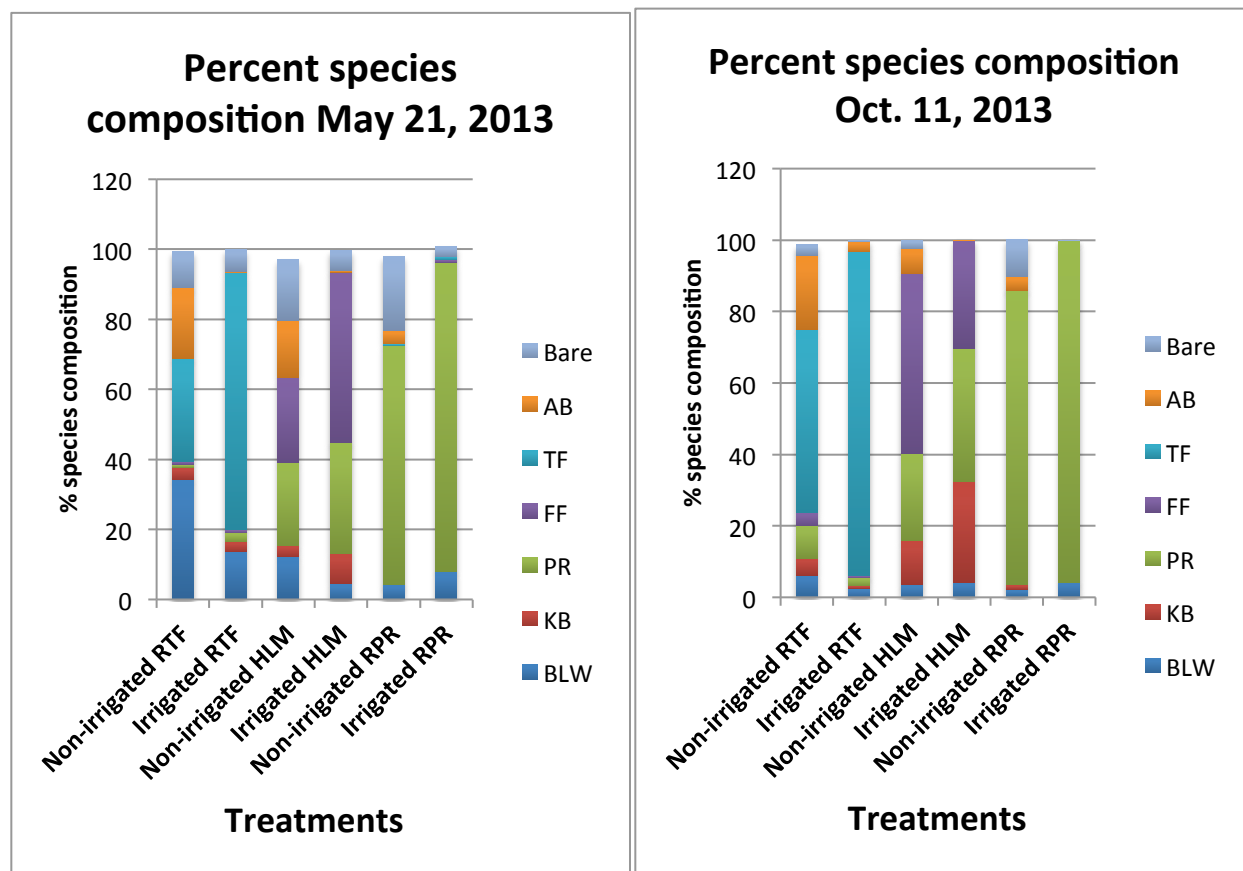 Percent species
composition May 21, 2013
120
100
80
60
40
20
0
% species composition
Non-irrigated RTF
Irrigated RTF
Non-irrigated HLM
Irrigated HLM
Non-irrigated RPR
Irrigated RPR
Treatments
Bare
AB
TF
FF
PR
KB
BLW
Percent species composition
Oct. 11, 2013
120
100
80
60
40
20
0
% species composition
Non-irrigated RTF
Irrigated RTF
Non-irrigated HLM
Irrigated HLM
Non-irrigated RPR
Irrigated RPR
Treatments
Bare
AB
TF
FF
PR
KB
BLW